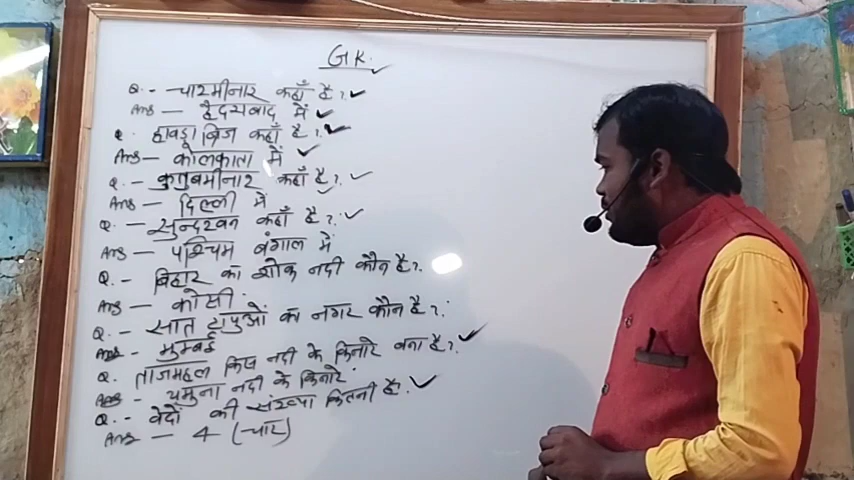 G.K.
Q. - चारमीनार कहाँ है?
Ans - हैदराबाद में
Q. हावड़ा ब्रिज कहाँ है?
Ans - कोलकाता में
Q. - कुतुबमीनार कहाँ है?
Ans - दिल्ली में
Q. - सुन्दरवन कहाँ है?
Ans - पश्चिम बंगाल में
Q. - बिहार का शोक नदी कौन है?
Ans - कोसी
Q. - सात टापुओं का नगर कौन है?
Ans - मुम्बई
Q. ताजमहल किस नदी के किनारे बना है?
Ans - यमुना नदी के किनारे
Q. - वेदों की संख्या कितनी है?
Ans - 4 (चार)